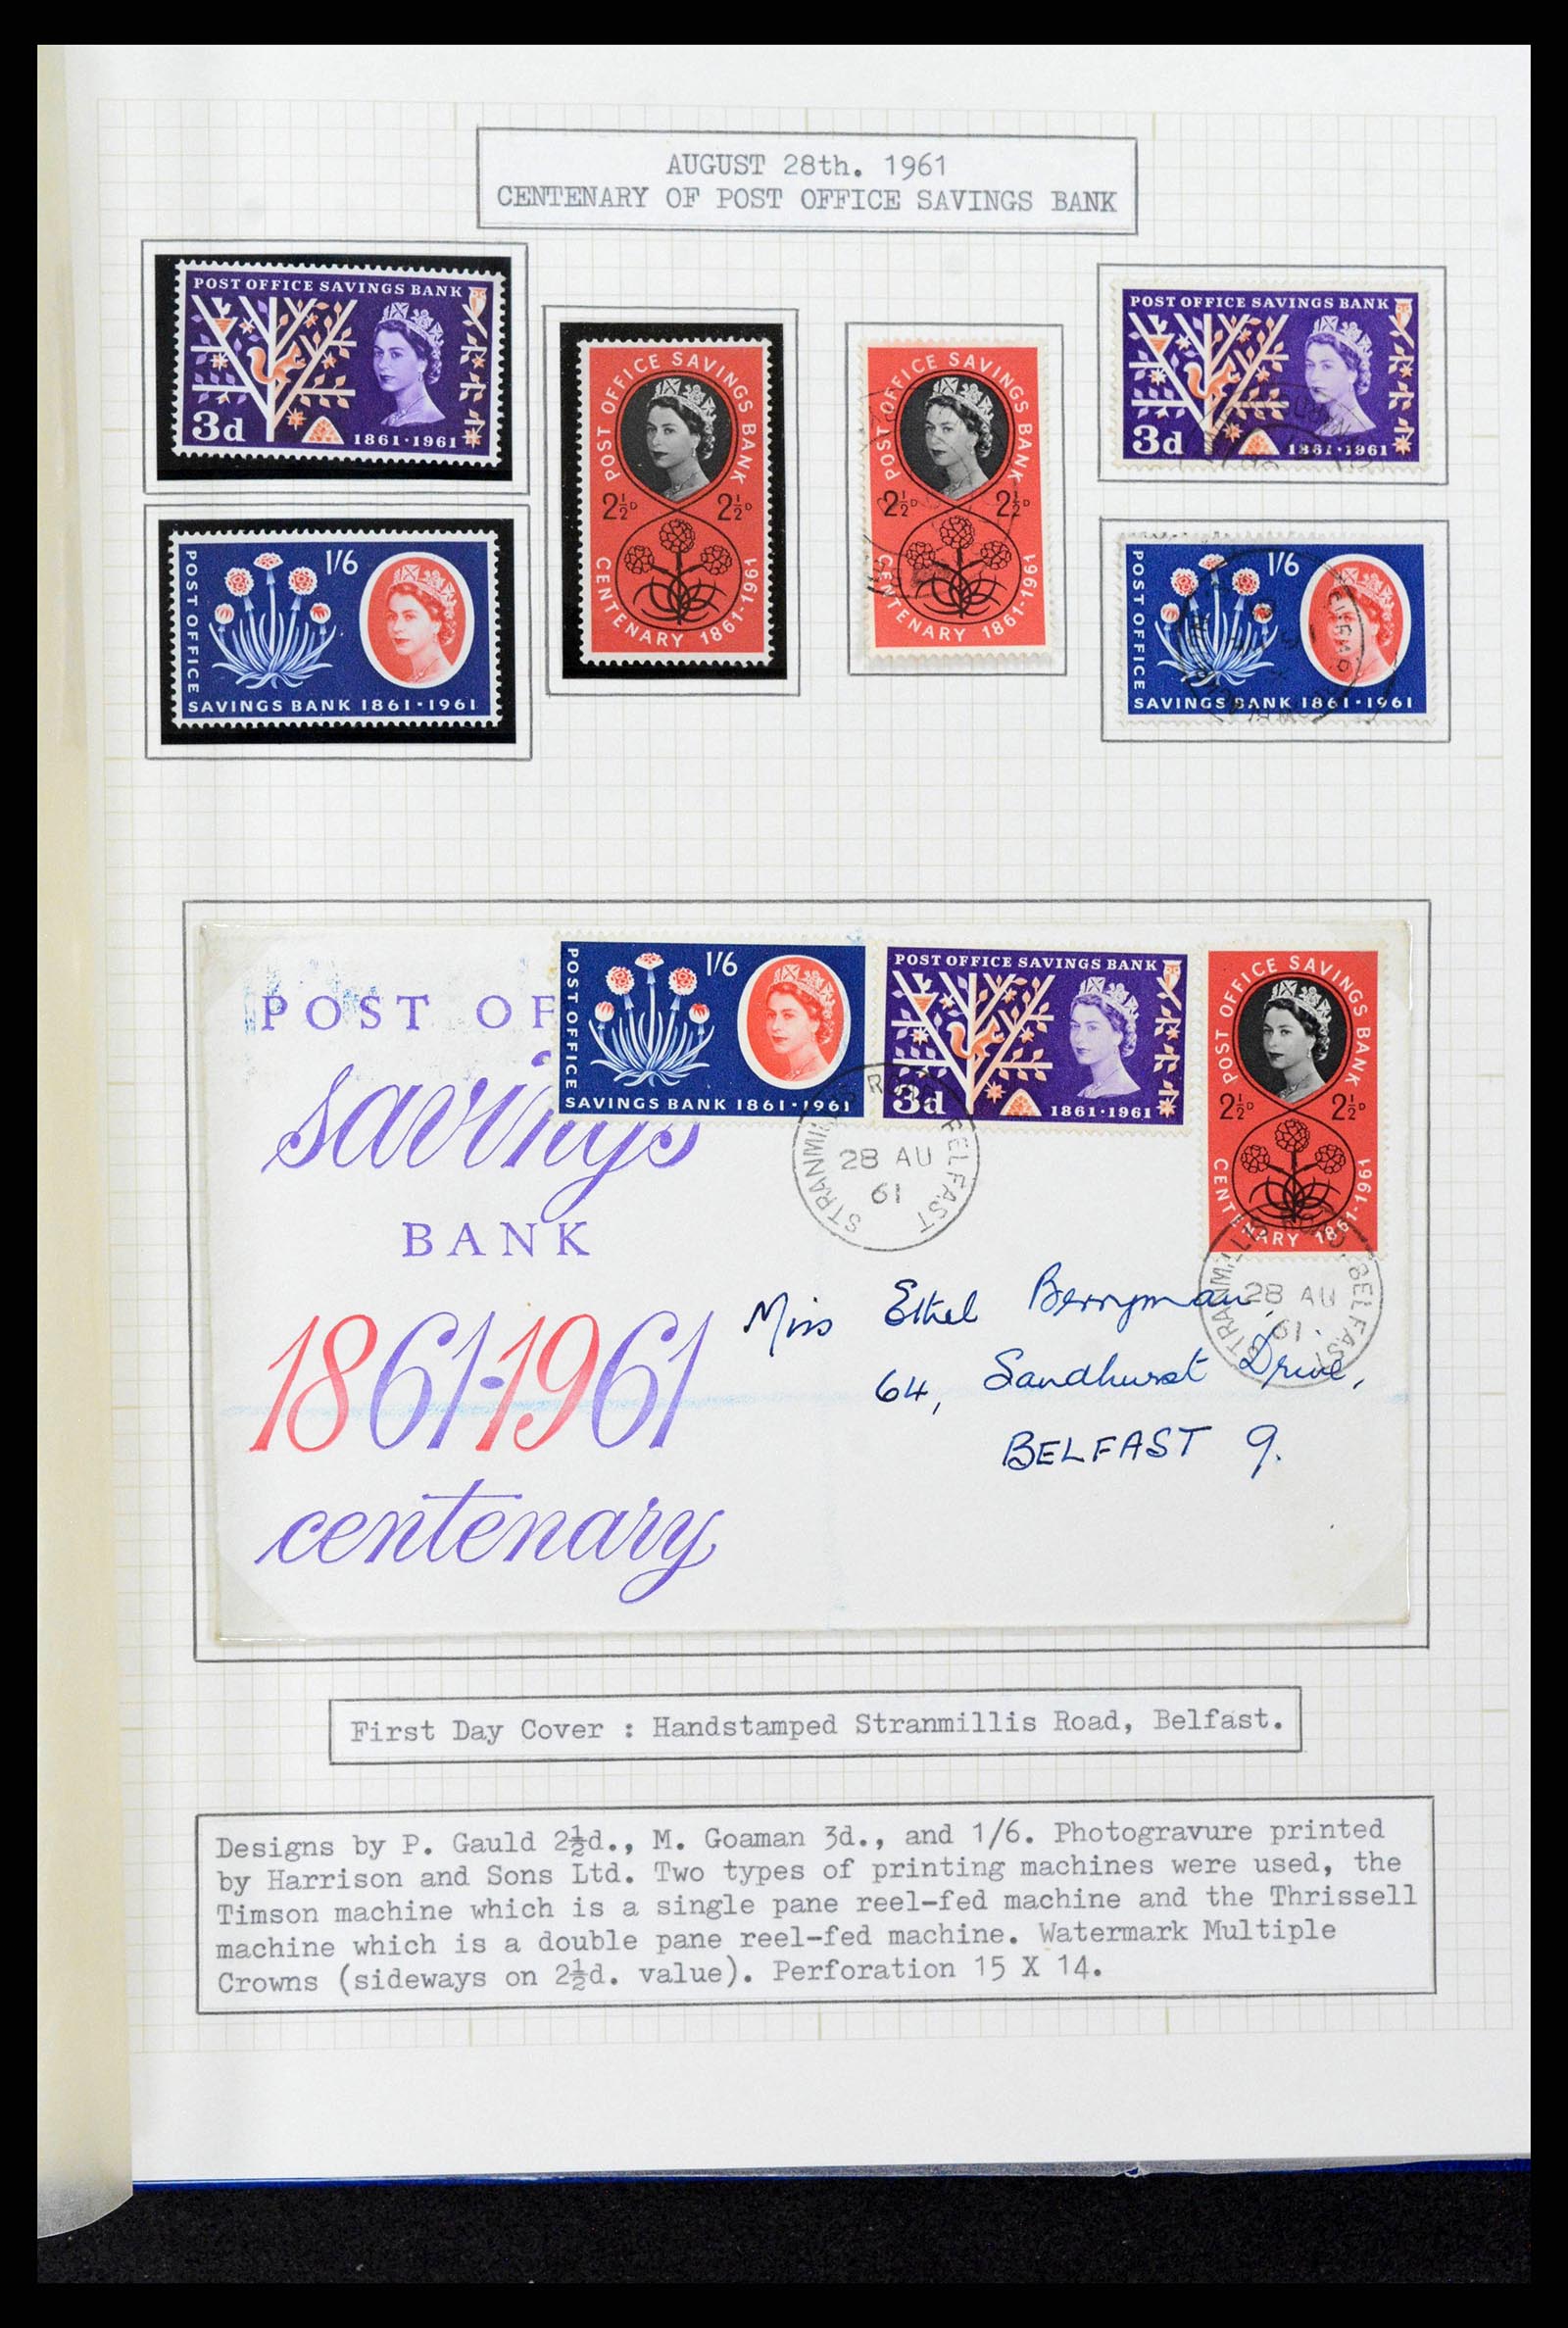 AUGUST 28th. 1961
CENTENARY OF POST OFFICE SAVINGS BANK
POST OFFICE SAVINGS BANK
3d
1861·1961
POST OFFICE SAVINGS BANK
2½D 2½D
CENTENARY 1861-1961
POST OFFICE SAVINGS BANK
2½D 2½D
CENTENARY 1861-1961
POST OFFICE SAVINGS BANK
3d
1861·1961
1/6
POST OFFICE
SAVINGS BANK 1861·1961
1/6
POST OFFICE
SAVINGS BANK 1861·1961
POST OF
savings
BANK
1861-1961
centenary
1/6
POST OFFICE
SAVINGS BANK 1861·1961
POST OFFICE SAVINGS BANK
3d
1861·1961
POST OFFICE SAVINGS BANK
2½D 2½D
CENTENARY 1861-1961
STRANMILLIS ROAD BELFAST
28 AU
61
STRANMILLIS ROAD, BELFAST
28 AU
61
Miss Ethel Berryman,
64, Sandhurst Drive,
BELFAST 9.
First Day Cover : Handstamped Stranmillis Road, Belfast.
Designs by P. Gauld 2½d., M. Goaman 3d., and 1/6. Photogravure printed
by Harrison and Sons Ltd. Two types of printing machines were used, the
Timson machine which is a single pane reel-fed machine and the Thrissell
machine which is a double pane reel-fed machine. Watermark Multiple
Crowns (sideways on 2½d. value). Perforation 15 X 14.